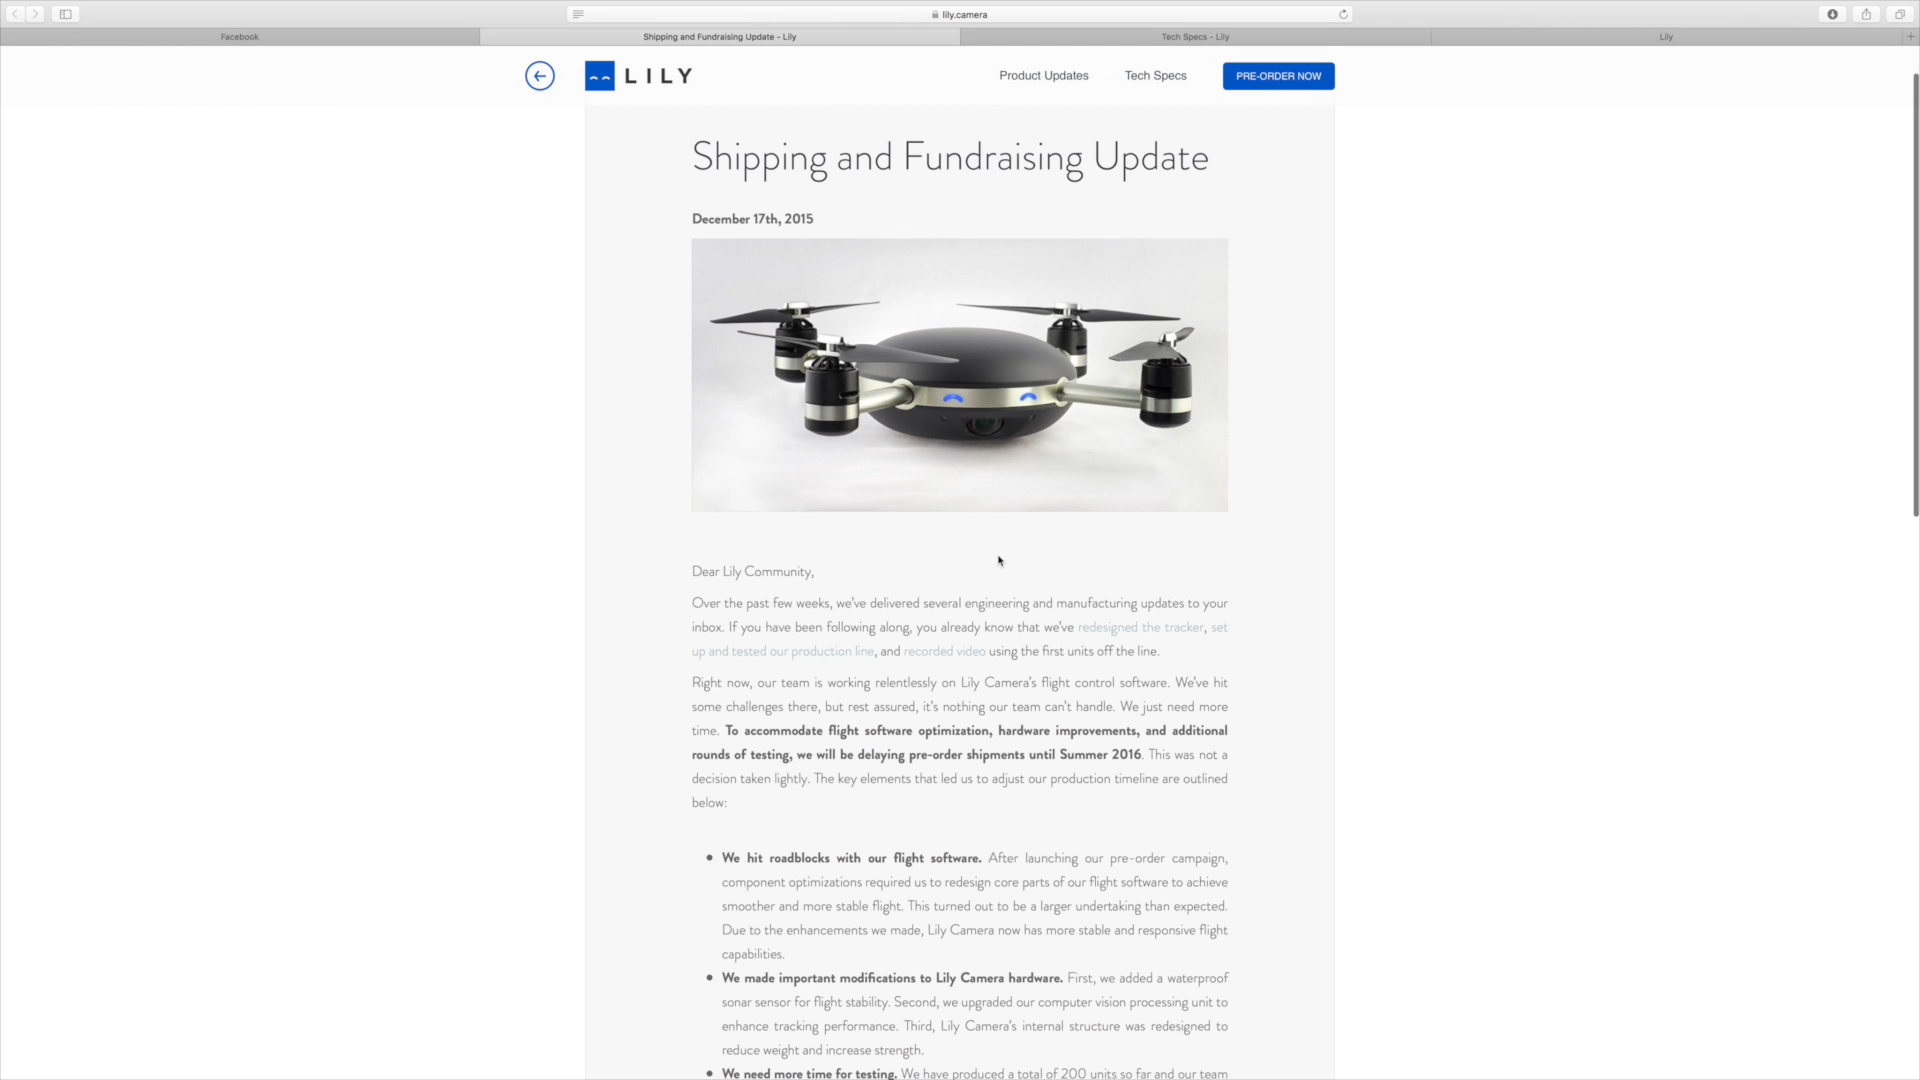 lily.camera
Facebook
Shipping and Fundraising Update - Lily
Tech Specs - Lily
Lily
LILY
Product Updates
Tech Specs
PRE-ORDER NOW
Shipping and Fundraising Update
December 17th, 2015
Dear Lily Community,
Over the past few weeks, we've delivered several engineering and manufacturing updates to your
inbox. If you have been following along, you already know that we've redesigned the tracker, set
up and tested our production line, and recorded video using the first units off the line.
Right now, our team is working relentlessly on Lily Camera's flight control software. We've hit
some challenges there, but rest assured, it's nothing our team can't handle. We just need more
time. To accommodate flight software optimization, hardware improvements, and additional
rounds of testing, we will be delaying pre-order shipments until Summer 2016. This was not a
decision taken lightly. The key elements that led us to adjust our production timeline are outlined
below:
• We hit roadblocks with our flight software. After launching our pre-order campaign,
component optimizations required us to redesign core parts of our flight software to achieve
smoother and more stable flight. This turned out to be a larger undertaking than expected.
Due to the enhancements we made, Lily Camera now has more stable and responsive flight
capabilities.
• We made important modifications to Lily Camera hardware. First, we added a waterproof
sonar sensor for flight stability. Second, we upgraded our computer vision processing unit to
enhance tracking performance. Third, Lily Camera's internal structure was redesigned to
reduce weight and increase strength.
• We need more time for testing. We have produced a total of 200 units so far and our team